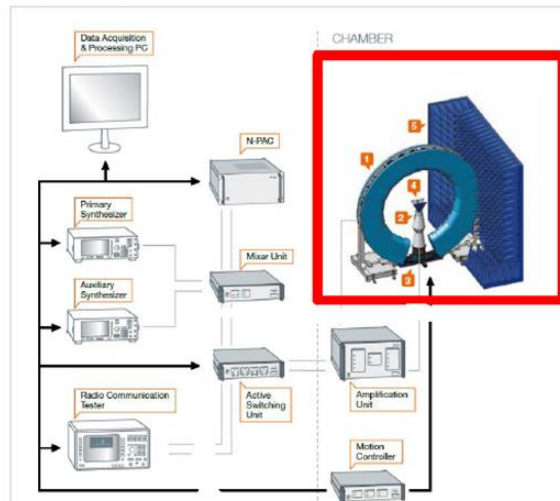 Data Acquisition
& Processing PC
CHAMBER
N-PAC
5
1
4
2
3
Primary
Synthesizer
Mixer Unit
Auxiliary
Synthesizer
Radio Communication
Tester
Active
Switching
Unit
Amplification
Unit
Motion
Controller